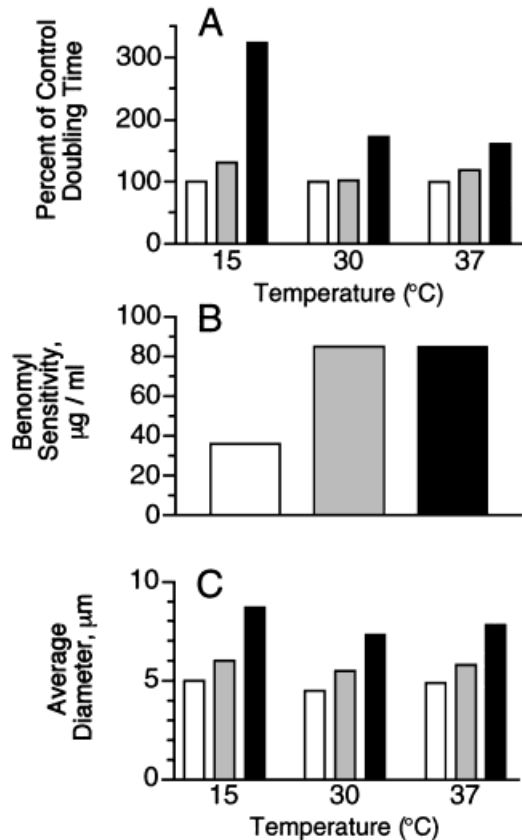 A
Percent of Control
Doubling Time
300
200
100
0
15 30 37
Temperature (°C)
B
Benomyl
Sensitivity,
µg / ml
100
80
60
40
20
0
C
Average
Diameter, µm
10
5
0
15 30 37
Temperature (°C)